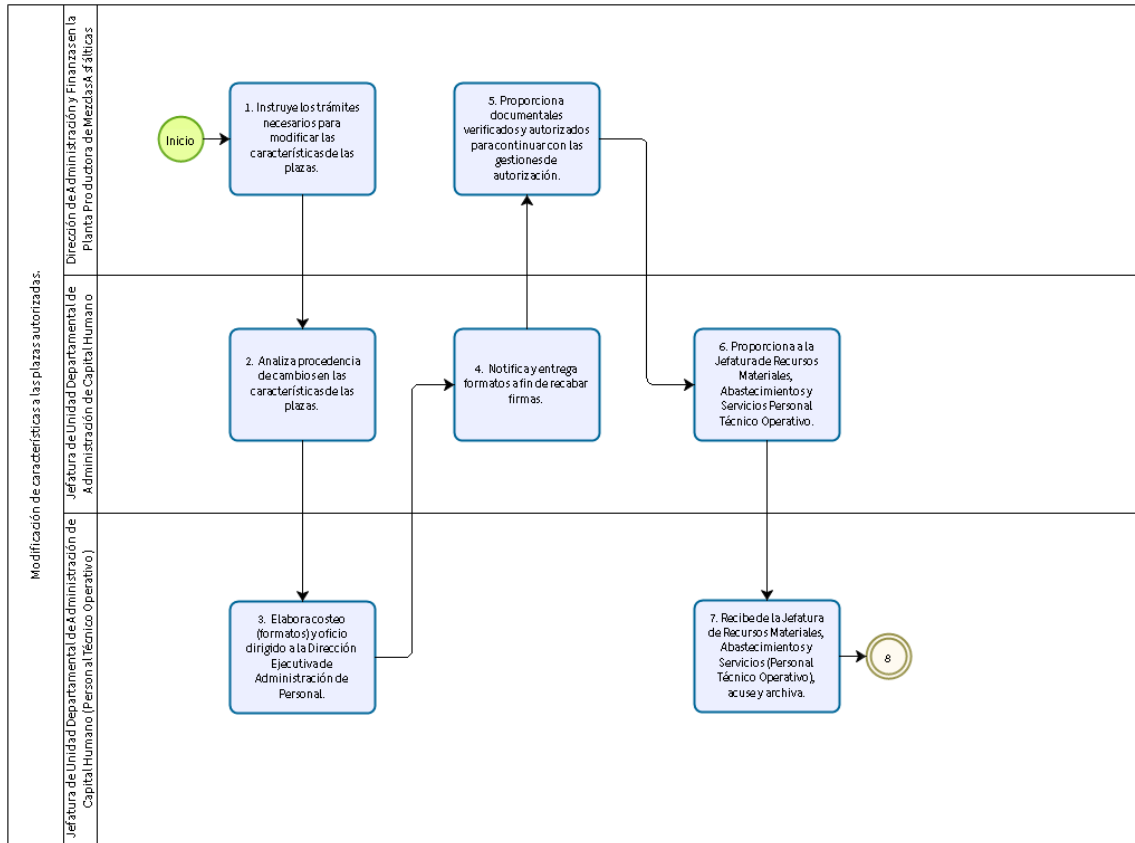 Modificación de características a las plazas autorizadas.
Dirección de Administración y Finanzas en la
Planta Productora de Mezclas Asfálticas
Inicio
1. Instruye los trámites
necesarios para
modificar las
características de las
plazas.
5. Proporciona
documentales
verificados y autorizados
para continuar con las
gestiones de
autorización.
Jefatura de Unidad Departamental de
Administración de Capital Humano
2. Analiza procedencia
de cambios en las
características de las
plazas.
4. Notifica y entrega
formatos a fin de recabar
firmas.
6. Proporciona a la
Jefatura de Recursos
Materiales,
Abastecimientos y
Servicios Personal
Técnico Operativo.
Jefatura de Unidad Departamental de Administración de
Capital Humano (Personal Técnico Operativo)
3. Elabora costeo
(formatos) y oficio
dirigido a la Dirección
Ejecutiva de
Administración de
Personal.
7. Recibe de la Jefatura
de Recursos Materiales,
Abastecimientos y
Servicios (Personal
Técnico Operativo),
acuse y archiva.
8